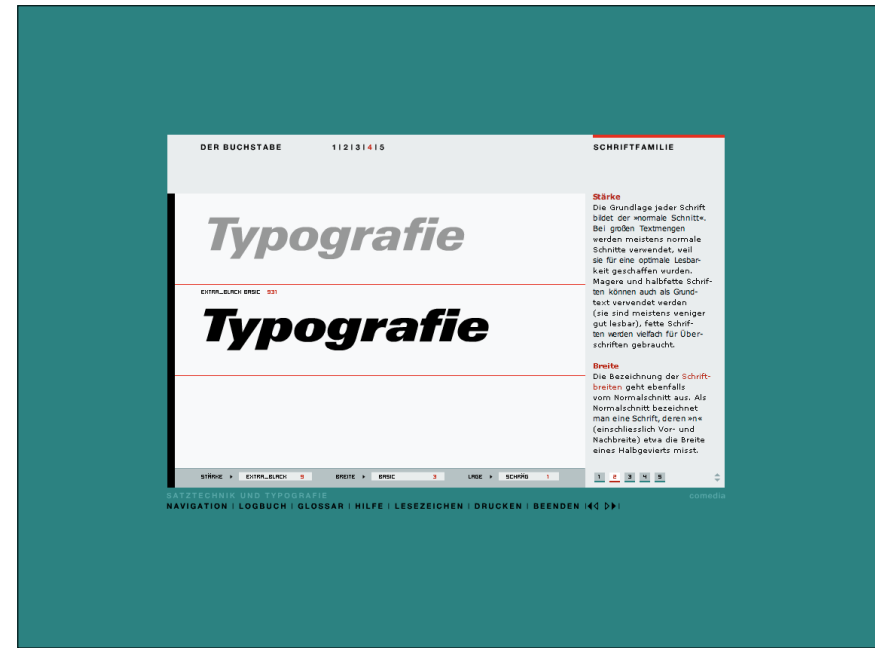 DER BUCHSTABE
1|2|3|4|5
SCHRIFTFAMILIE
Typografie
EXTRA_BLACK BASIC 931
Typografie
Stärke
Die Grundlage jeder Schrift
bildet der »normale Schnitt«.
Bei großen Textmengen
werden meistens normale
Schnitte verwendet, weil
sie für eine optimale Lesbar-
keit geschaffen wurden.
Magere und halbfette Schrif-
ten können auch als Grund-
text verwendet werden
(sie sind meistens weniger
gut lesbar), fette Schrif-
ten werden vielfach für Über-
schriften gebraucht.
Breite
Die Bezeichnung der Schrift-
breiten geht ebenfalls
vom Normalschnitt aus. Als
Normalschnitt bezeichnet
man eine Schrift, deren »n«
(einschliesslich Vor- und
Nachbreite) etwa die Breite
eines Halbgevierts misst.
STÄRKE EXTRA_BLACK 9 BREITE BASIC 3 LAGE SCHRÄG 1
1 2 3 4 5
SATZTECHNIK UND TYPOGRAFIE
comedia
NAVIGATION | LOGBUCH | GLOSSAR | HILFE | LESEZEICHEN | DRUCKEN | BEENDEN